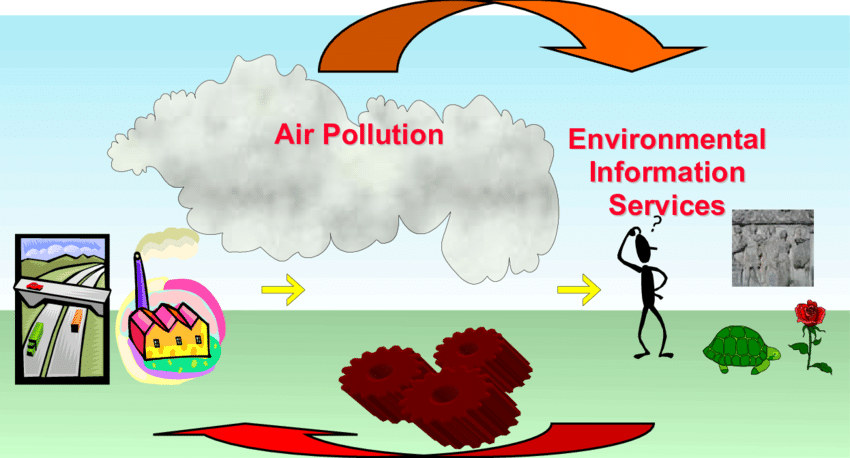 Air Pollution
Environmental
Information
Services
?